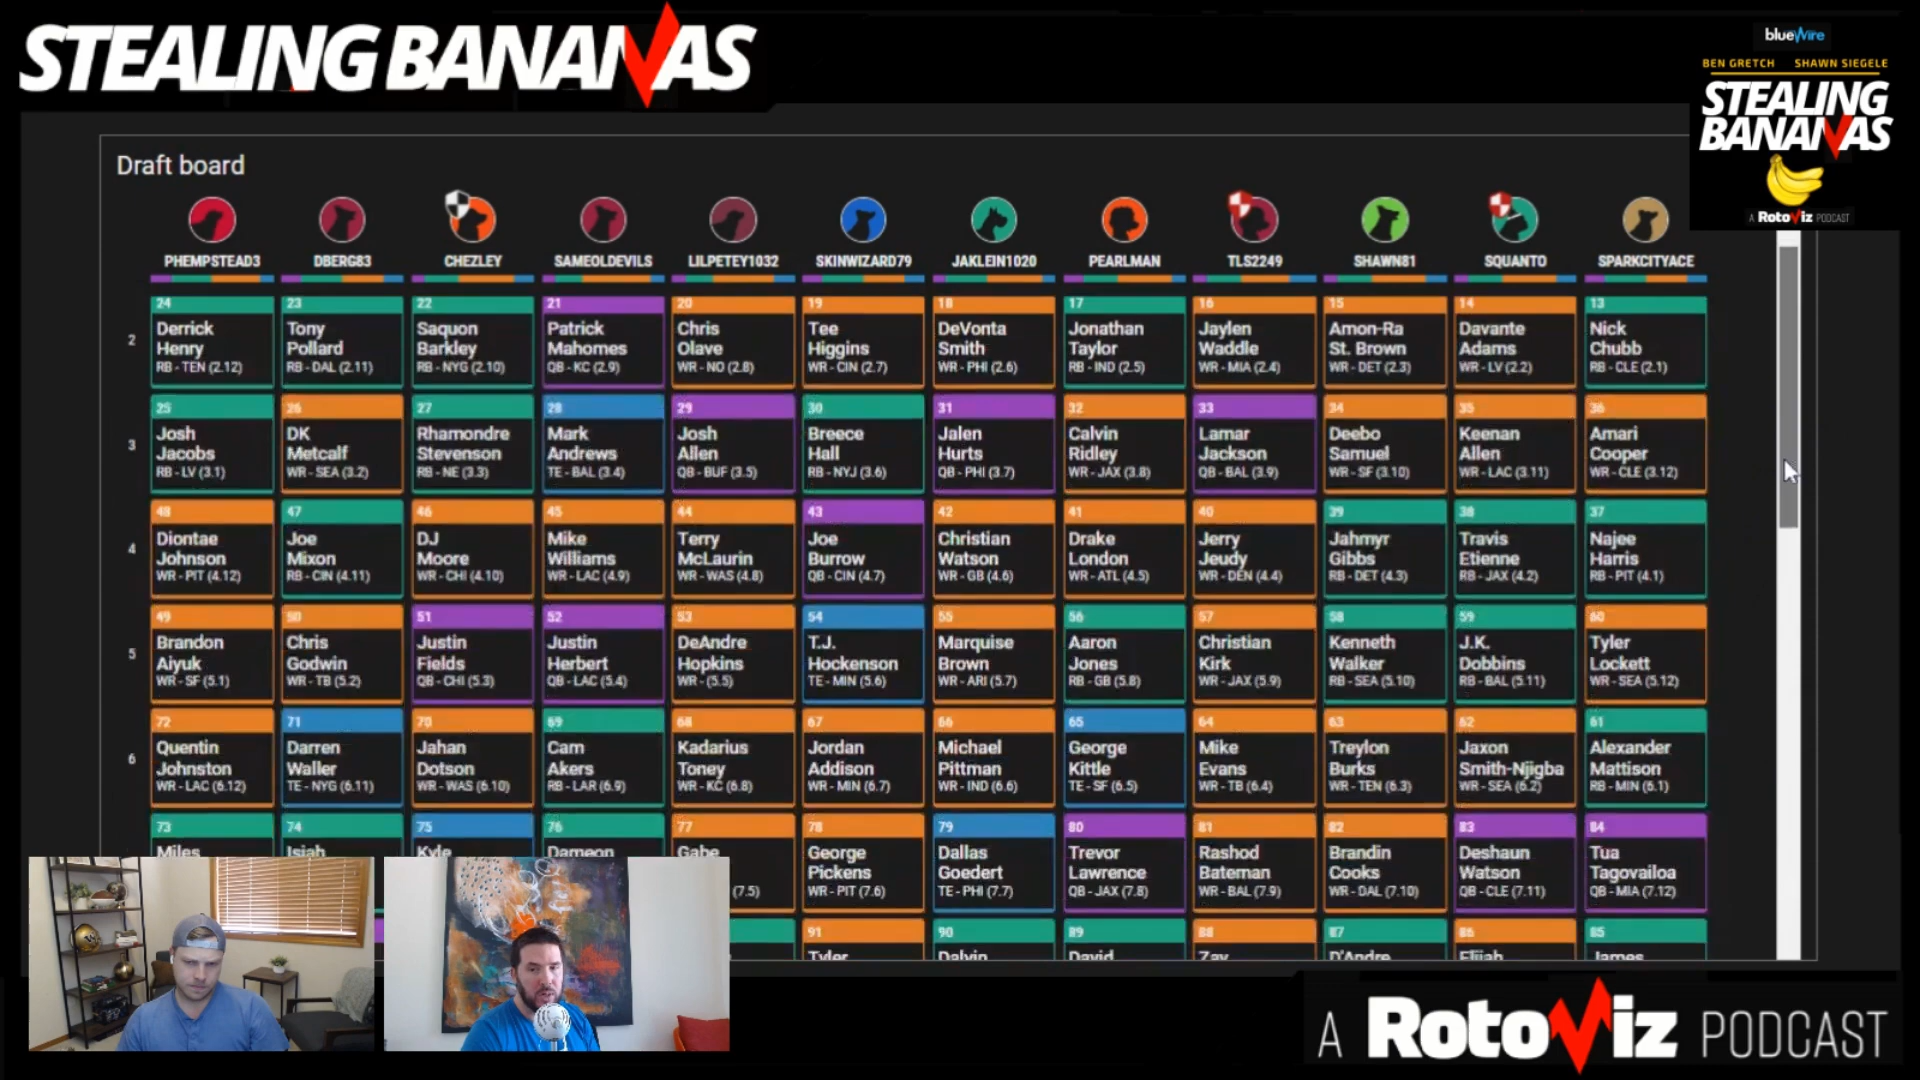 STEALING BANANAS
blueWire
BEN GRETCH SHAWN SIEGELE
STEALING
BANANAS
A RotoViz PODCAST
Draft board
PHEMPSTEAD3 DBERG83 CHEZLEY SAMEOLDEVILS LILPETEY1032 SKINWIZARD79 JAKLEIN1020 PEARLMAN TLS2249 SHAWN81 SQUANTO SPARKCITYACE
24 23 22 21 20 19 18 17 16 15 14 13
2
Derrick Tony Saquon Patrick Chris Tee DeVonta Jonathan Jaylen Amon-Ra Davante Nick
Henry Pollard Barkley Mahomes Olave Higgins Smith Taylor Waddle St. Brown Adams Chubb
RB - TEN (2.12) RB - DAL (2.11) RB - NYG (2.10) QB - KC (2.9) WR - NO (2.8) WR - CIN (2.7) WR - PHI (2.6) RB - IND (2.5) WR - MIA (2.4) WR - DET (2.3) WR - LV (2.2) RB - CLE (2.1)
25 26 27 28 29 30 31 32 33 34 35 36
3
Josh DK Rhamondre Mark Josh Breece Jalen Calvin Lamar Deebo Keenan Amari
Jacobs Metcalf Stevenson Andrews Allen Hall Hurts Ridley Jackson Samuel Allen Cooper
RB - LV (3.1) WR - SEA (3.2) RB - NE (3.3) TE - BAL (3.4) QB - BUF (3.5) RB - NYJ (3.6) QB - PHI (3.7) WR - JAX (3.8) QB - BAL (3.9) WR - SF (3.10) WR - LAC (3.11) WR - CLE (3.12)
48 47 46 45 44 43 42 41 40 39 38 37
4
Diontae Joe DJ Mike Terry Joe Christian Drake Jerry Jahmyr Travis Najee
Johnson Mixon Moore Williams McLaurin Burrow Watson London Jeudy Gibbs Etienne Harris
WR - PIT (4.12) RB - CIN (4.11) WR - CHI (4.10) WR - LAC (4.9) WR - WAS (4.8) QB - CIN (4.7) WR - GB (4.6) WR - ATL (4.5) WR - DEN (4.4) RB - DET (4.3) RB - JAX (4.2) RB - PIT (4.1)
49 50 51 52 53 54 55 56 57 58 59 60
5
Brandon Chris Justin Justin DeAndre T.J. Marquise Aaron Christian Kenneth J.K. Tyler
Aiyuk Godwin Fields Herbert Hopkins Hockenson Brown Jones Kirk Walker Dobbins Lockett
WR - SF (5.1) WR - TB (5.2) QB - CHI (5.3) QB - LAC (5.4) WR - (5.5) TE - MIN (5.6) WR - ARI (5.7) RB - GB (5.8) WR - JAX (5.9) RB - SEA (5.10) RB - BAL (5.11) WR - SEA (5.12)
72 71 70 69 68 67 66 65 64 63 62 61
6
Quentin Darren Jahan Cam Kadarius Jordan Michael George Mike Treylon Jaxon Alexander
Johnston Waller Dotson Akers Toney Addison Pittman Kittle Evans Burks Smith-Njigba Mattison
WR - LAC (6.12) TE - NYG (6.11) WR - WAS (6.10) RB - LAR (6.9) WR - KC (6.8) WR - MIN (6.7) WR - IND (6.6) TE - SF (6.5) WR - TB (6.4) WR - TEN (6.3) WR - SEA (6.2) RB - MIN (6.1)
73 74 75 76 77 78 79 80 81 82 83 84
Miles Isiah Kyle Dameon Gabe George Dallas Trevor Rashod Brandin Deshaun Tua
Pickens Goedert Lawrence Bateman Cooks Watson Tagovailoa
(7.5) WR - PIT (7.6) TE - PHI (7.7) QB - JAX (7.8) WR - BAL (7.9) WR - DAL (7.10) QB - CLE (7.11) QB - MIA (7.12)
91 90 89 88 87 86 85
Tyler Dalvin David Zay D'Andre Elijah James
A RotoViz PODCAST